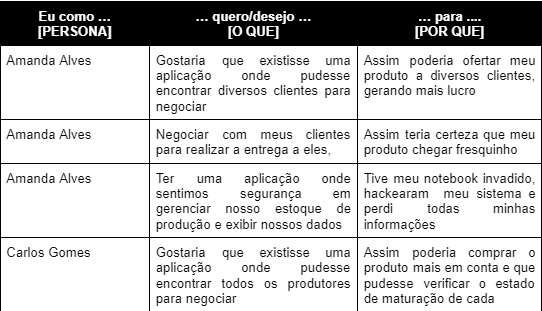 Eu como ... ... quero/desejo ... ... para ....
[PERSONA] [O QUE] [POR QUE]
Amanda Alves
Gostaria que existisse uma
aplicação onde pudesse
encontrar diversos clientes para
negociar
Assim poderia ofertar meu
produto a diversos clientes,
gerando mais lucro
Amanda Alves
Negociar com meus clientes
para realizar a entrega a eles,
Assim teria certeza que meu
produto chegar fresquinho
Amanda Alves
Ter uma aplicação onde
sentimos segurança em
gerenciar nosso estoque de
produção e exibir nossos dados
Tive meu notebook invadido,
hackearam meu sistema e
perdi todas minhas
informações
Carlos Gomes
Gostaria que existisse uma
aplicação onde pudesse
encontrar todos os produtores
para negociar
Assim poderia comprar o
produto mais em conta e que
pudesse verificar o estado
de maturação de cada